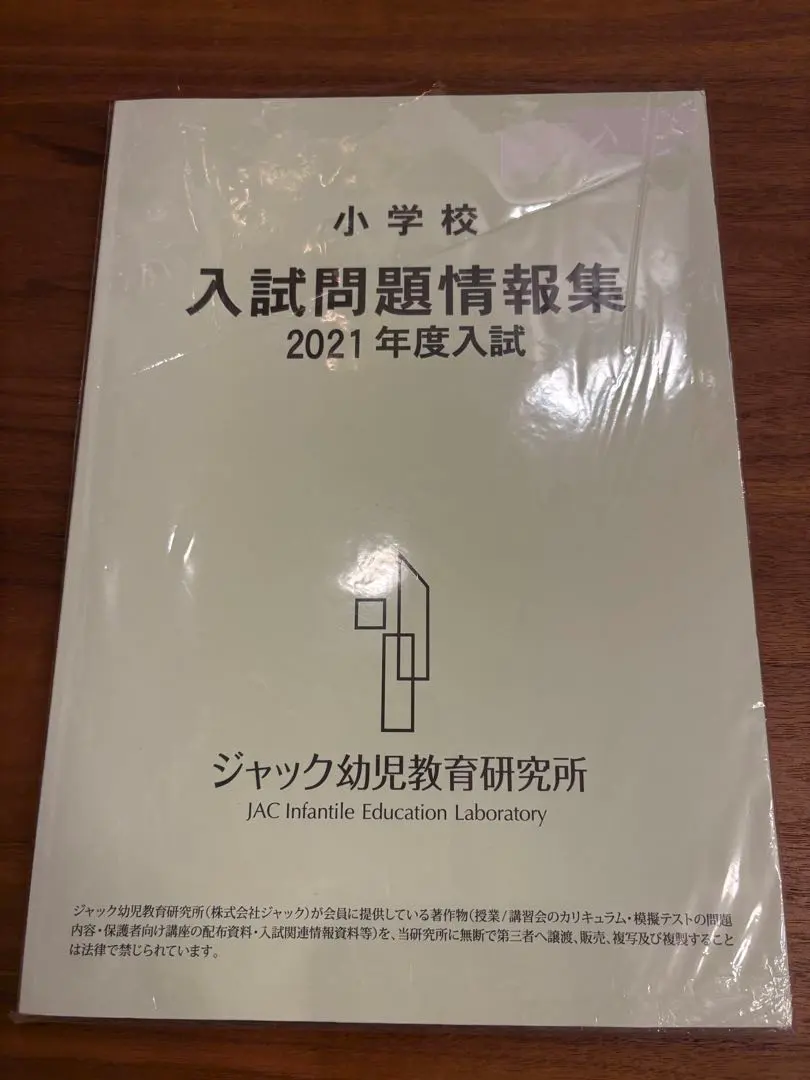 小学校
入試問題情報集
2021年度入試
ジャック幼児教育研究所
JAC Infantile Education Laboratory
ジャック幼児教育研究所(株式会社ジャック)が会員に提供している著作物(授業/講習会のカリキュラム・模擬テストの問題
内容・保護者向け講座の配布資料・入試関連情報資料等)を、当研究所に無断で第三者へ譲渡、販売、複写及び複製すること
は法律で禁じられています。